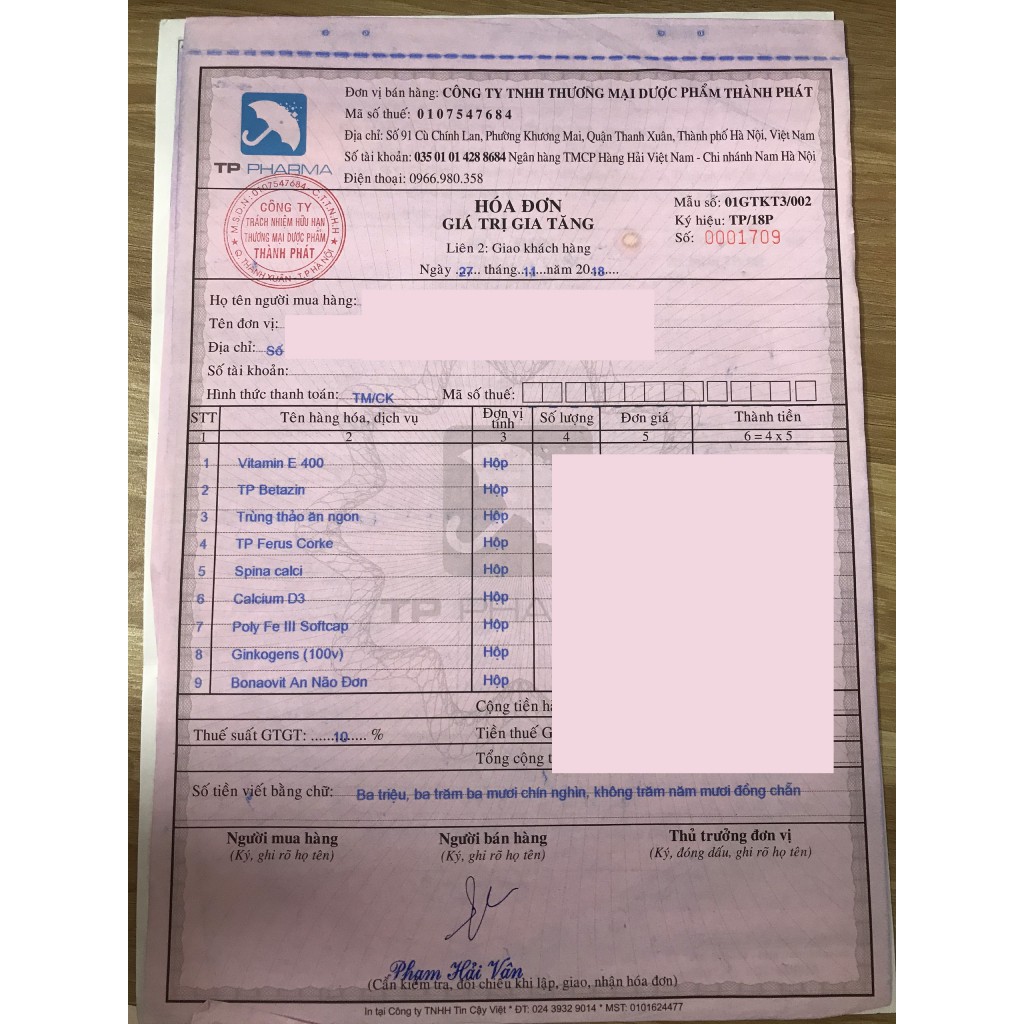 Đơn vị bán hàng: CÔNG TY TNHH THƯƠNG MẠI DƯỢC PHẨM THÀNH PHÁT
Mã số thuế: 0107547684
Địa chỉ: Số 91 Cù Chính Lan, Phường Khương Mai, Quận Thanh Xuân, Thành phố Hà Nội, Việt Nam
Số tài khoản: 035 01 01 428 8684 Ngân hàng TMCP Hàng Hải Việt Nam - Chi nhánh Nam Hà Nội
Điện thoại: 0966.980.358
TP PHARMA
M.S.D.N: 0107547684 - C.T.T.N.H.H
CÔNG TY
TRÁCH NHIỆM HỮU HẠN
THƯƠNG MẠI DƯỢC PHẨM
THÀNH PHÁT
Q. THANH XUÂN - T.P HÀ NỘI
HÓA ĐƠN
GIÁ TRỊ GIA TĂNG
Liên 2: Giao khách hàng
Ngày 27 tháng 11 năm 2018
Mẫu số: 01GTKT3/002
Ký hiệu: TP/18P
Số: 0001709
Họ tên người mua hàng:
Tên đơn vị:
Địa chỉ: Số
Số tài khoản:
Hình thức thanh toán: TM/CK Mã số thuế:
STT Tên hàng hóa, dịch vụ Đơn vị tính Số lượng Đơn giá Thành tiền
1 2 3 4 5 6 = 4 x 5
1 Vitamin E 400 Hộp
2 TP Betazin Hộp
3 Trùng thảo ăn ngon Hộp
4 TP Ferus Corke Hộp
5 Spina calci Hộp
6 Calcium D3 Hộp
7 Poly Fe III Softcap Hộp
8 Ginkogens (100v) Hộp
9 Bonaovit An Não Đơn Hộp
TP PHA
Cộng tiền hà
Thuế suất GTGT: ......10...... % Tiền thuế G
Tổng cộng t
Số tiền viết bằng chữ: Ba triệu, ba trăm ba mươi chín nghìn, không trăm năm mươi đồng chẵn
Người mua hàng Người bán hàng Thủ trưởng đơn vị
(Ký, ghi rõ họ tên) (Ký, ghi rõ họ tên) (Ký, đóng dấu, ghi rõ họ tên)
Phạm Hải Vân
(Cần kiểm tra, đối chiếu khi lập, giao, nhận hóa đơn)
In tại Công ty TNHH Tin Cậy Việt * ĐT: 024 3932 9014 * MST: 0101624477